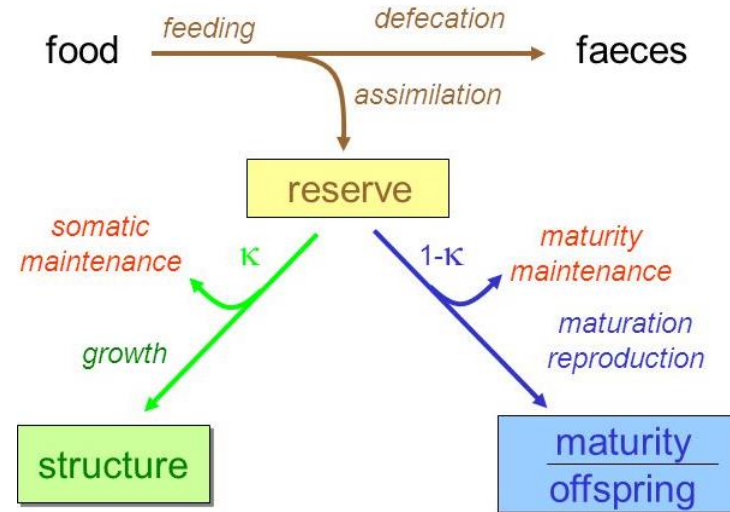 feeding
defecation
food
faeces
assimilation
reserve
somatic
maintenance
κ
1-κ
maturity
maintenance
growth
maturation
reproduction
structure
maturity
offspring